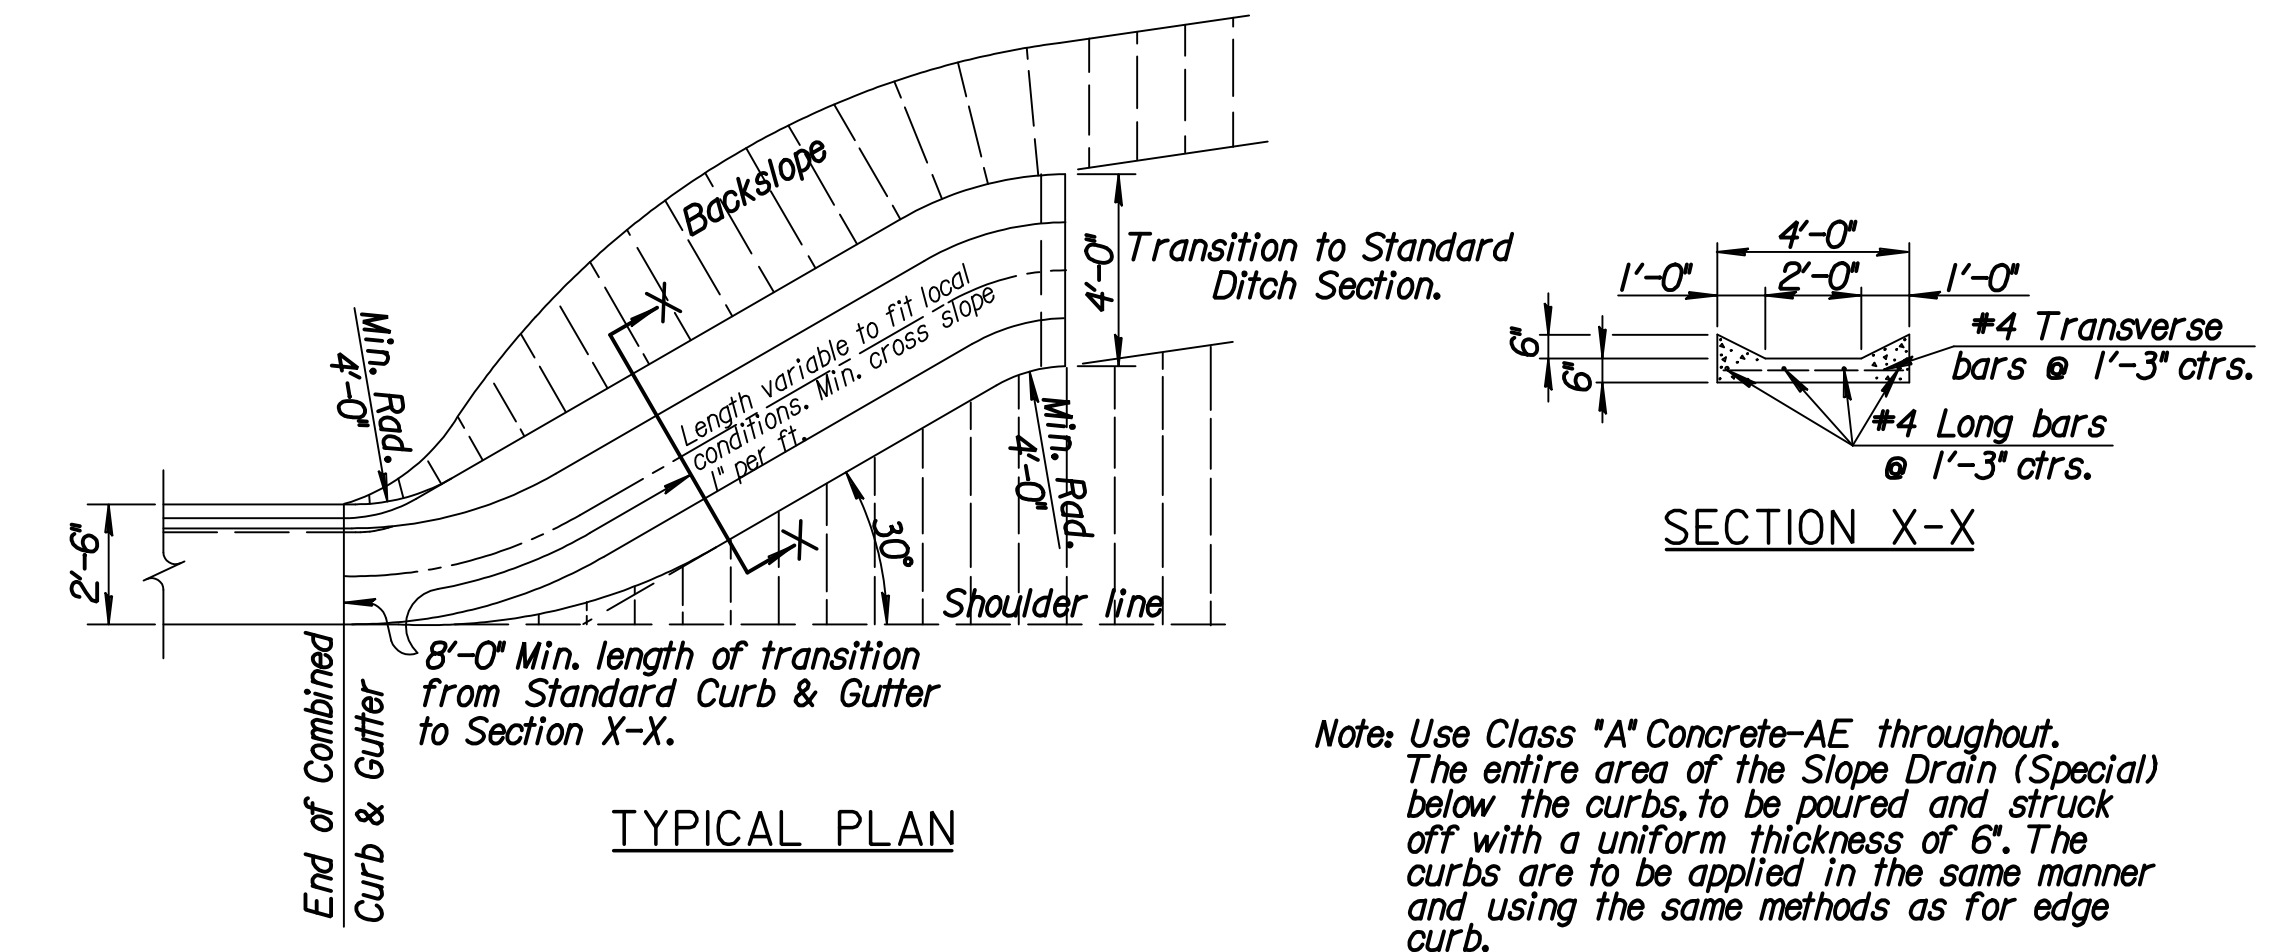 Backslope
Min. Rad.
4'-0"
X
Length variable to fit local
conditions. Min. cross slope
1" per ft.
X
30°
4'-0"
Transition to Standard
Ditch Section.
Min. Rad.
4'-0"
2'-6"
Shoulder line
8'-0" Min. length of transition
from Standard Curb & Gutter
to Section X-X.
End of Combined
Curb & Gutter
TYPICAL PLAN
4'-0"
1'-0"
2'-0"
1'-0"
6"
6"
#4 Transverse
bars @ 1'-3" ctrs.
#4 Long bars
@ 1'-3" ctrs.
SECTION X-X
Note: Use Class "A" Concrete-AE throughout.
The entire area of the Slope Drain (Special)
below the curbs, to be poured and struck
off with a uniform thickness of 6". The
curbs are to be applied in the same manner
and using the same methods as for edge
curb.